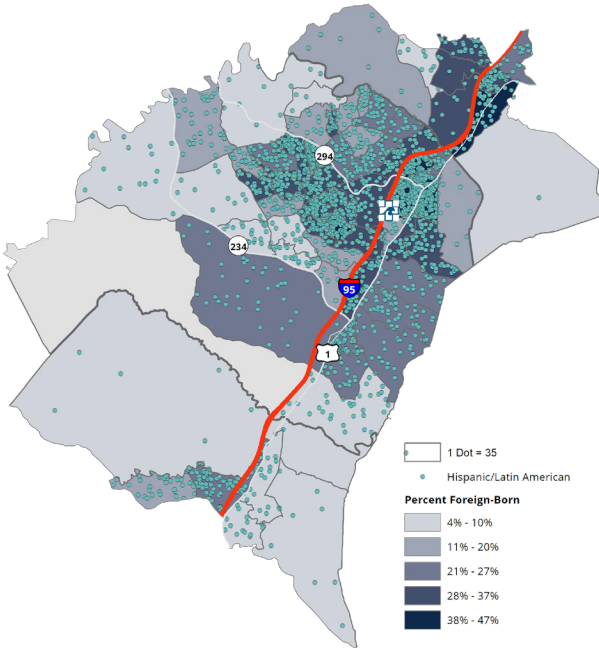 294
234
95
1
1 Dot = 35
Hispanic/Latin American
Percent Foreign-Born
4% - 10%
11% - 20%
21% - 27%
28% - 37%
38% - 47%